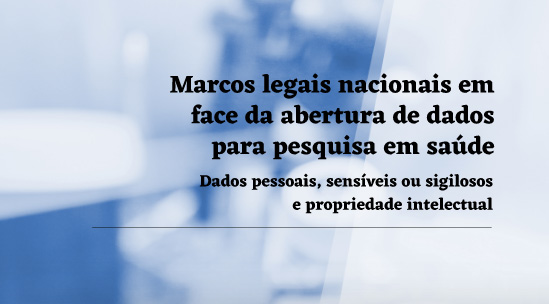 Marcos legais nacionais em
face da abertura de dados
para pesquisa em saúde
Dados pessoais, sensíveis ou sigilosos
e propriedade intelectual